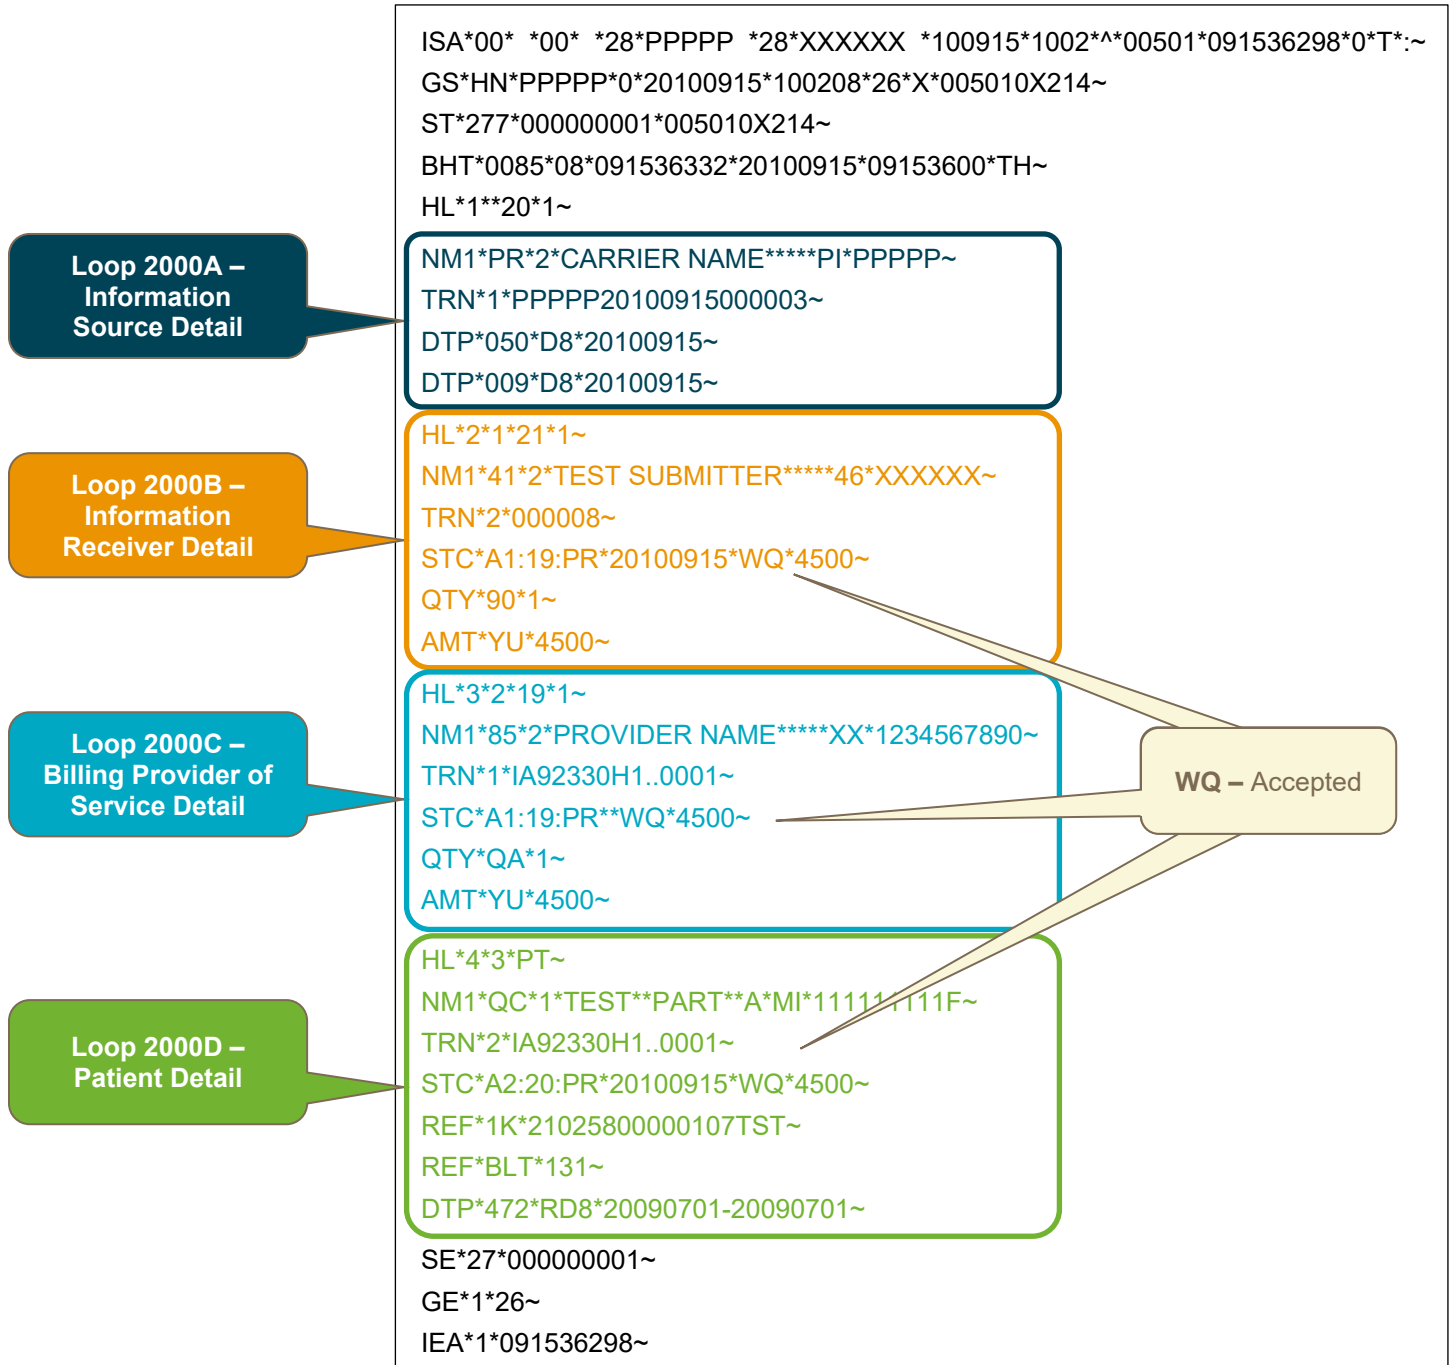 ISA*00* *00* *28*PPPPP *28*XXXXXX *100915*1002*^*00501*091536298*0*T*:~
GS*HN*PPPPP*0*20100915*100208*26*X*005010X214~
ST*277*000000001*005010X214~
BHT*0085*08*091536332*20100915*09153600*TH~
HL*1**20*1~
Loop 2000A –
Information
Source Detail
NM1*PR*2*CARRIER NAME*****PI*PPPPP~
TRN*1*PPPPP20100915000003~
DTP*050*D8*20100915~
DTP*009*D8*20100915~
Loop 2000B –
Information
Receiver Detail
HL*2*1*21*1~
NM1*41*2*TEST SUBMITTER*****46*XXXXXX~
TRN*2*000008~
STC*A1:19:PR*20100915*WQ*4500~
QTY*90*1~
AMT*YU*4500~
Loop 2000C –
Billing Provider of
Service Detail
HL*3*2*19*1~
NM1*85*2*PROVIDER NAME*****XX*1234567890~
TRN*1*IA92330H1..0001~
STC*A1:19:PR**WQ*4500~
QTY*QA*1~
AMT*YU*4500~
WQ – Accepted
Loop 2000D –
Patient Detail
HL*4*3*PT~
NM1*QC*1*TEST**PART**A*MI*111111111F~
TRN*2*IA92330H1..0001~
STC*A2:20:PR*20100915*WQ*4500~
REF*1K*21025800000107TST~
REF*BLT*131~
DTP*472*RD8*20090701-20090701~
SE*27*000000001~
GE*1*26~
IEA*1*091536298~